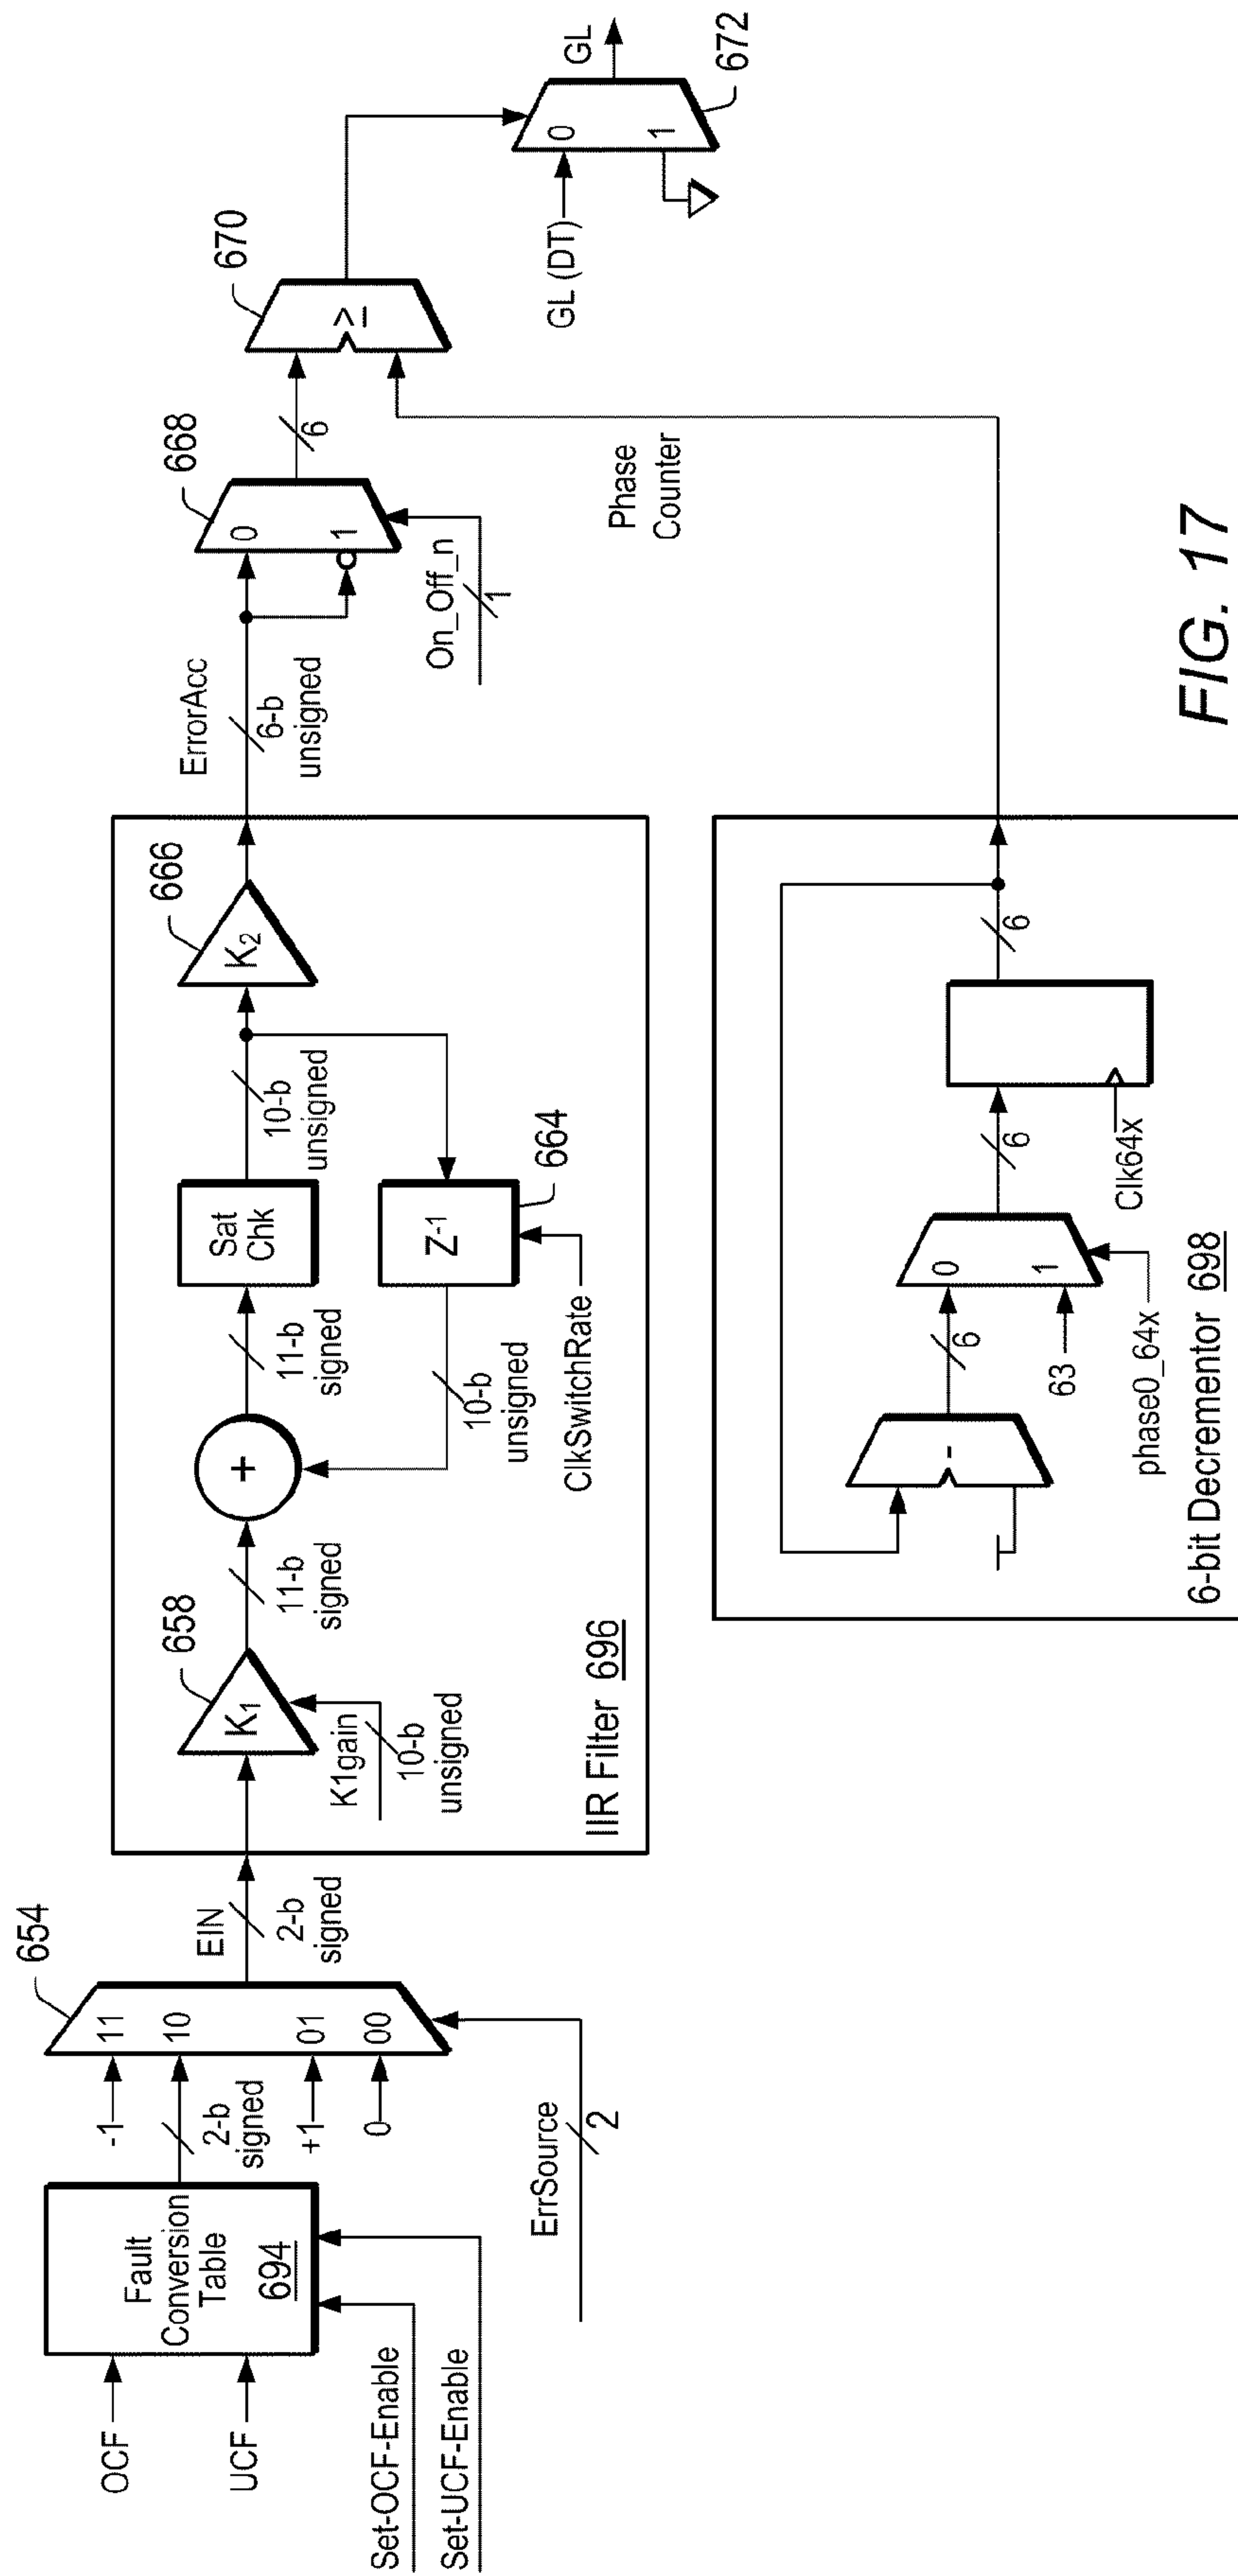 OCF
UCF
Set-OCF-Enable
Set-UCF-Enable
Fault
Conversion
Table
694
2-b
signed
-1
+1
0
11
10
01
00
654
ErrSource
2
EIN
2-b
signed
IIR Filter 696
K1
658
K1gain
10-b
unsigned
11-b
signed
+
11-b
signed
Sat
Chk
10-b
unsigned
Z-1
664
ClkSwitchRate
10-b
unsigned
K2
666
ErrorAcc
6-b
unsigned
0
1
668
On_Off_n
1
6
≥
670
Phase
Counter
GL (DT)
0
1
672
GL
6-bit Decrementor 698
-
6
0
1
63
phase0_64x
6
Clk64x
6
FIG. 17